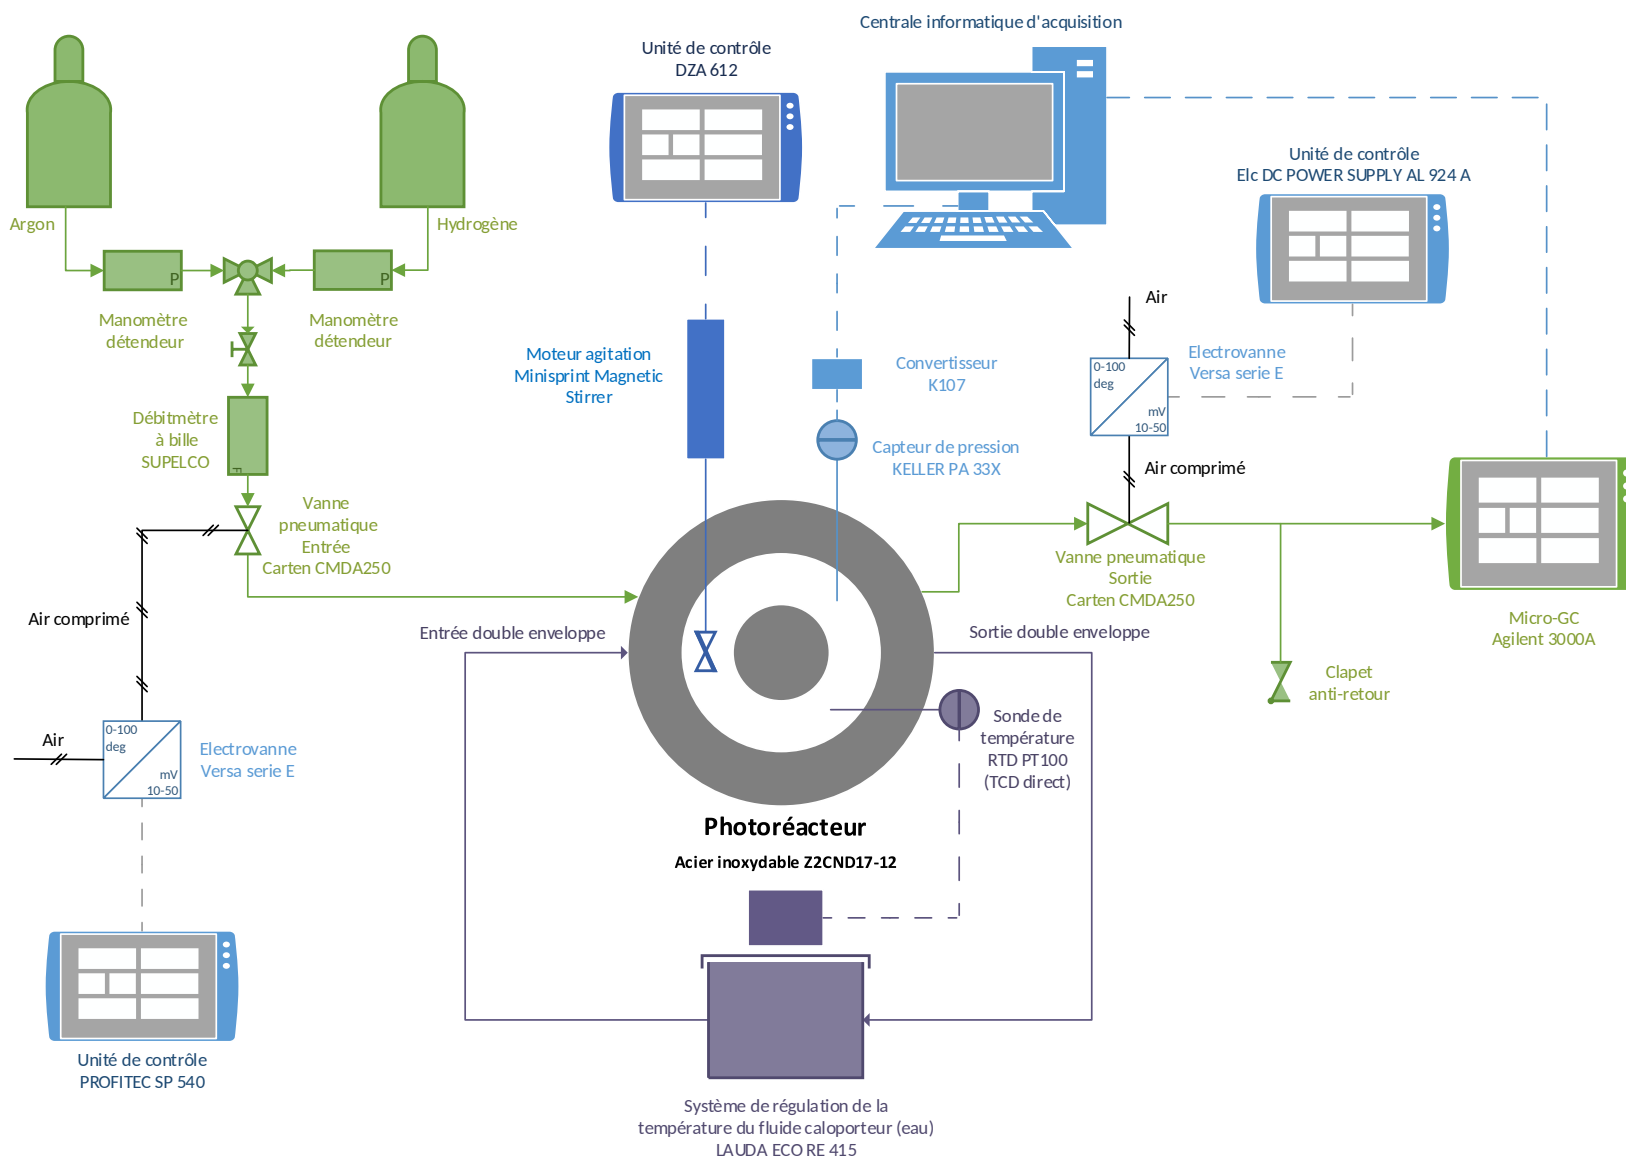 Centrale informatique d'acquisition
Unité de contrôle
DZA 612
Unité de contrôle
Elc DC POWER SUPPLY AL 924 A
Argon
Hydrogène
P
P
Manomètre
détendeur
Manomètre
détendeur
Air
Moteur agitation
Minisprint Magnetic
Stirrer
Convertisseur
K107
0-100
deg
mV
10-50
Electrovanne
Versa serie E
Débitmètre
à bille
SUPELCO
F
Capteur de pression
KELLER PA 33X
Air comprimé
Vanne
pneumatique
Entrée
Carten CMDA250
Vanne pneumatique
Sortie
Carten CMDA250
Air comprimé
Entrée double enveloppe
Sortie double enveloppe
Micro-GC
Agilent 3000A
Clapet
anti-retour
Sonde de
température
RTD PT100
(TCD direct)
Air
0-100
deg
mV
10-50
Electrovanne
Versa serie E
Photoréacteur
Acier inoxydable Z2CND17-12
Unité de contrôle
PROFITEC SP 540
Système de régulation de la
température du fluide caloporteur (eau)
LAUDA ECO RE 415